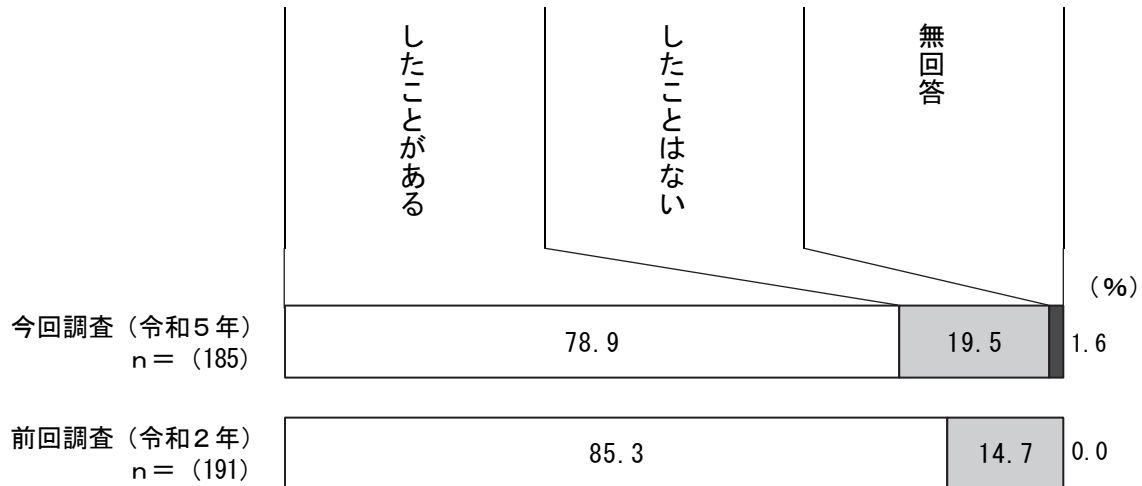 したことがある
したことはない
無回答
（％）
今回調査（令和５年）
ｎ＝（185）
78.9
19.5
1.6
前回調査（令和２年）
ｎ＝（191）
85.3
14.7
0.0